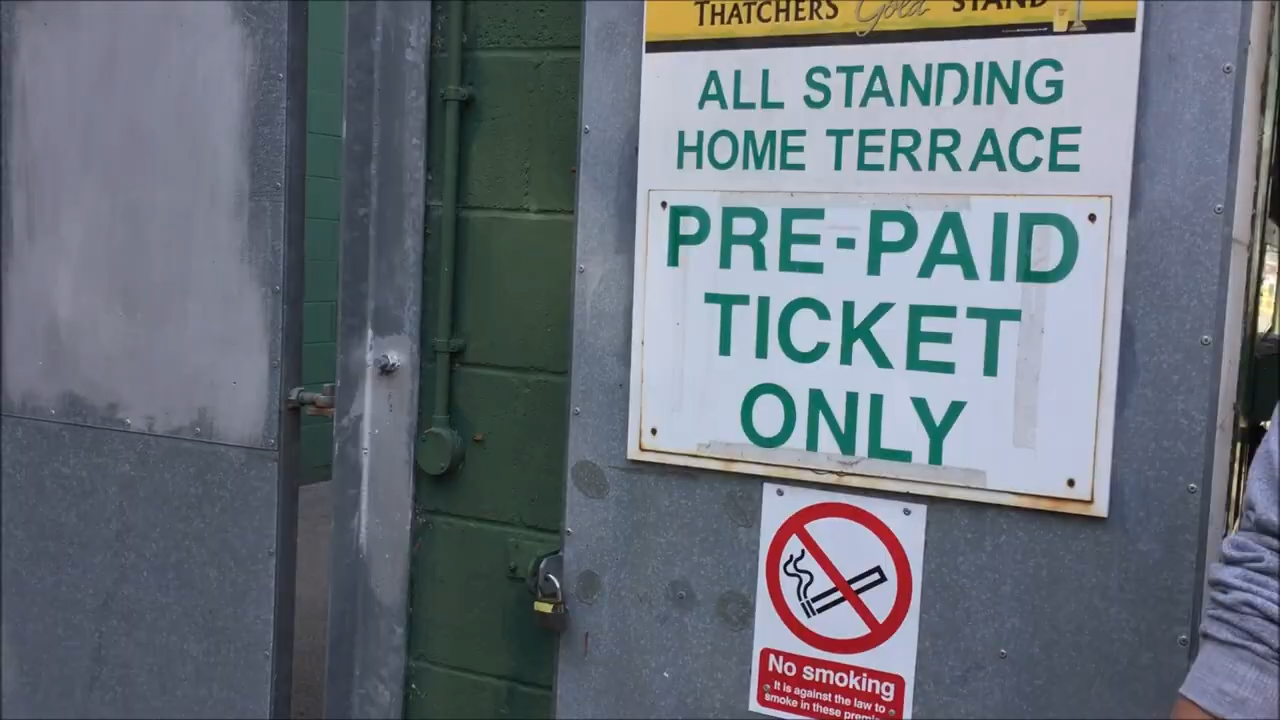 THATCHERS Gold STAND
ALL STANDING
HOME TERRACE
PRE-PAID
TICKET
ONLY
No smoking
It is against the law to
smoke in these